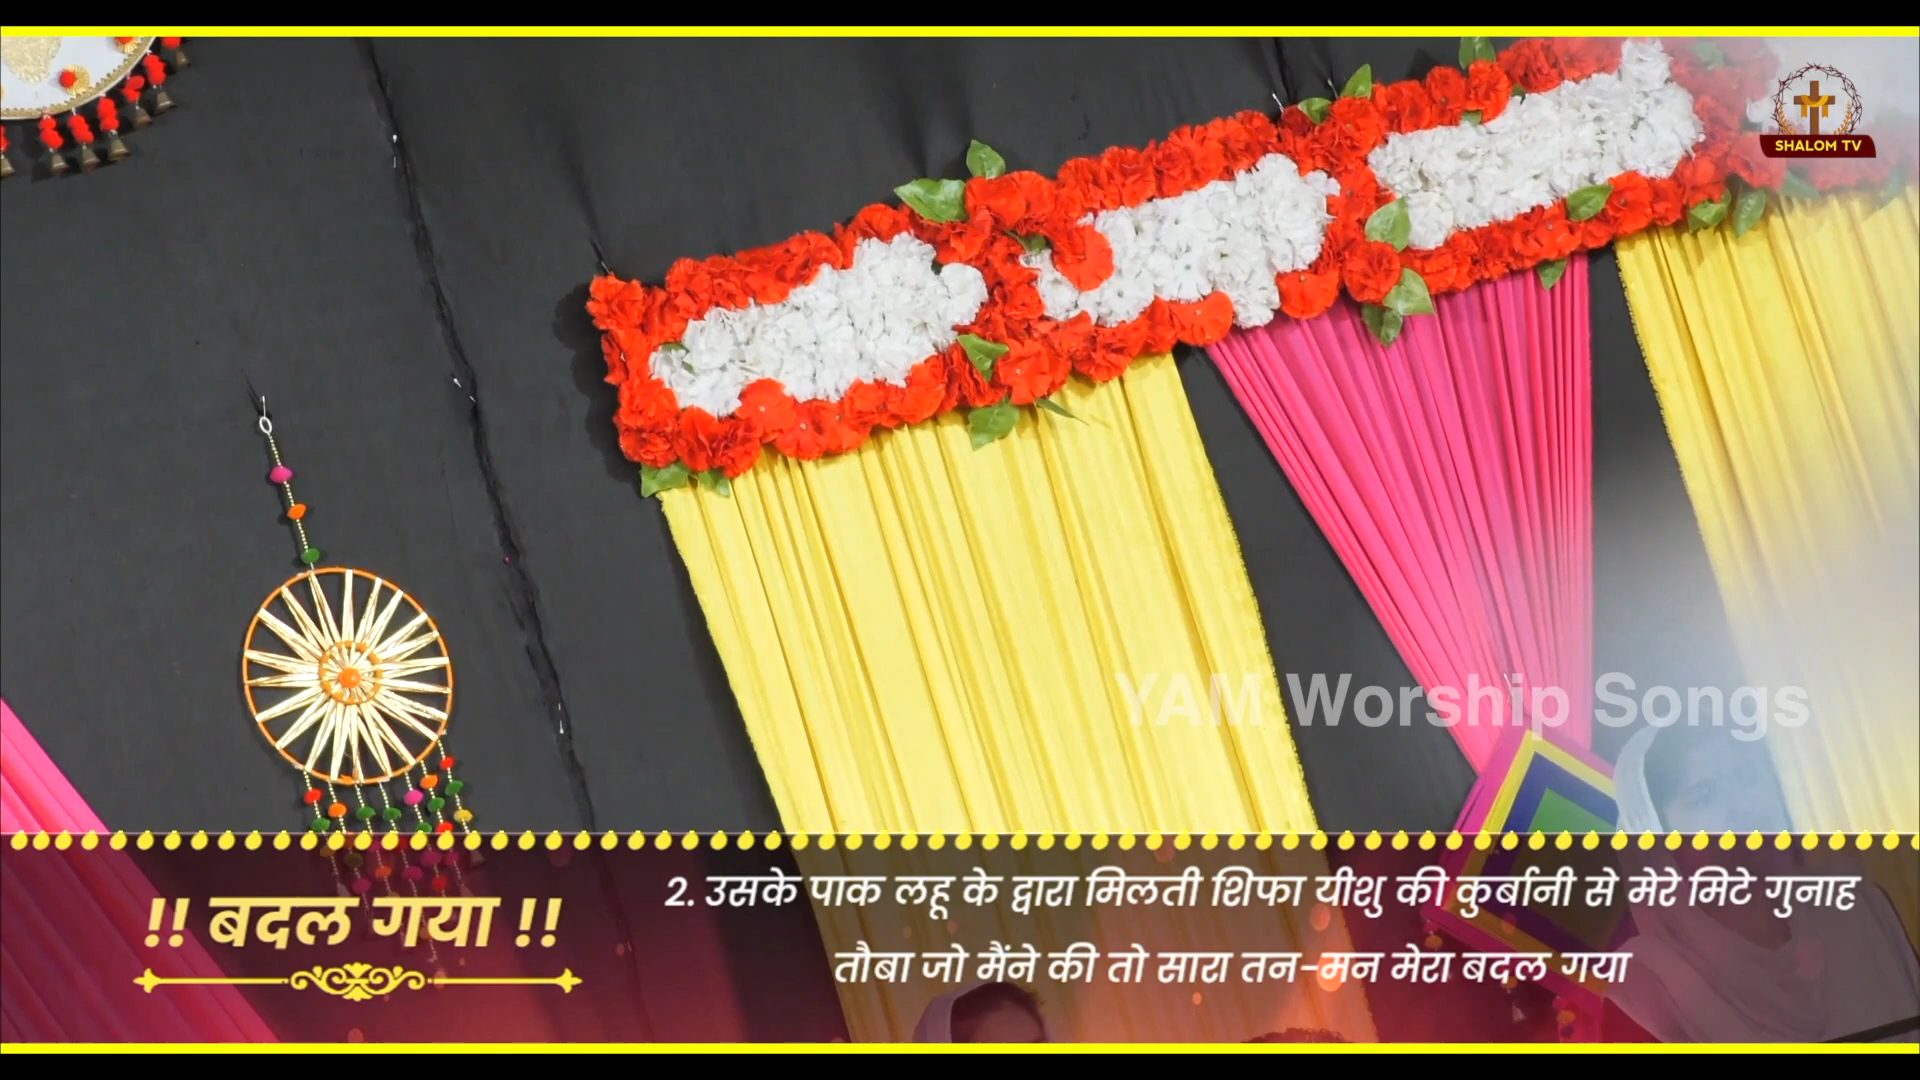 SHALOM TV
YAM Worship Songs
!! बदल गया !!
2. उसके पाक लहू के द्वारा मिलती शिफा यीशु की कुर्बानी से मेरे मिटे गुनाह
तौबा जो मैंने की तो सारा तन-मन मेरा बदल गया